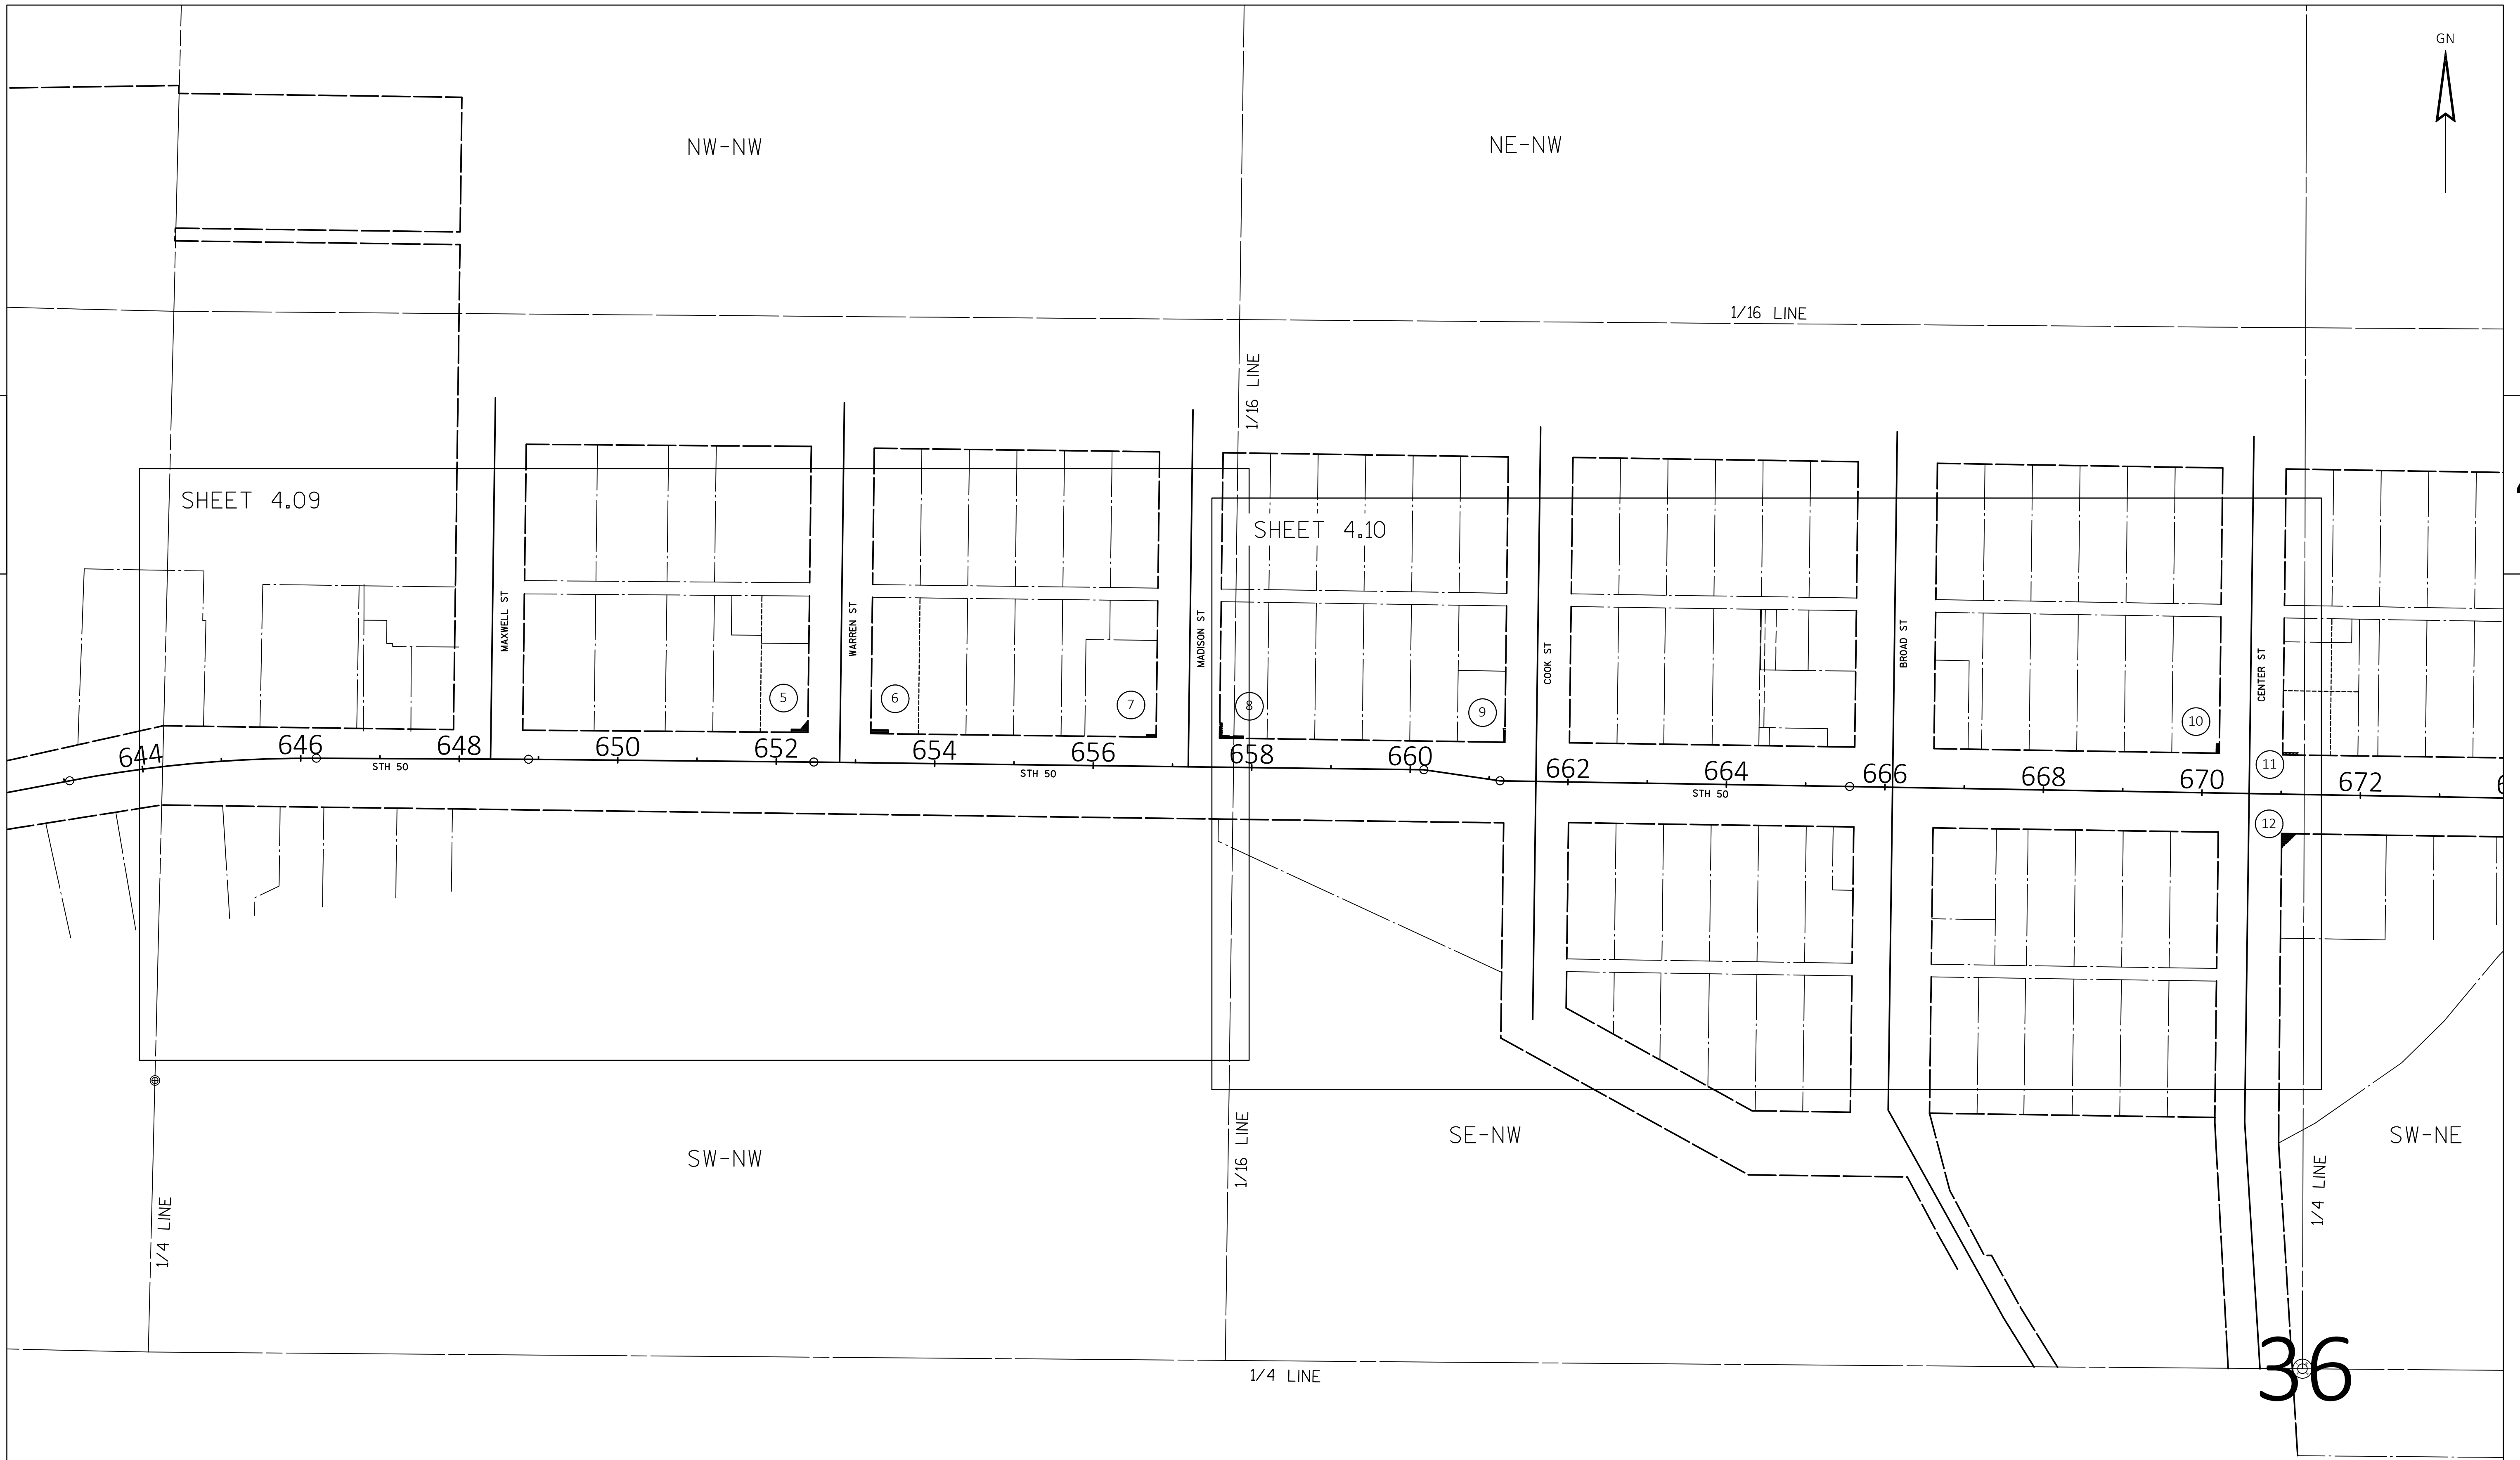 GN
NW-NW
NE-NW
1/16 LINE
1/16 LINE
SHEET 4.09
SHEET 4.10
MAXWELL ST
WARREN ST
MADISON ST
COOK ST
BROAD ST
CENTER ST
5
6
7
8
9
10
11
12
644
646
648
650
652
654
656
658
660
662
664
666
668
670
672
STH 50
STH 50
STH 50
SW-NW
SE-NW
SW-NE
1/16 LINE
1/4 LINE
1/4 LINE
1/4 LINE
36